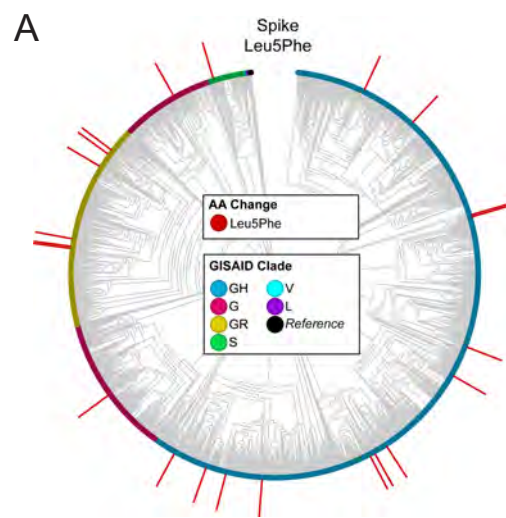 A
Spike
Leu5Phe
AA Change
Leu5Phe
GISAID Clade
GH
V
G
L
GR
Reference
S